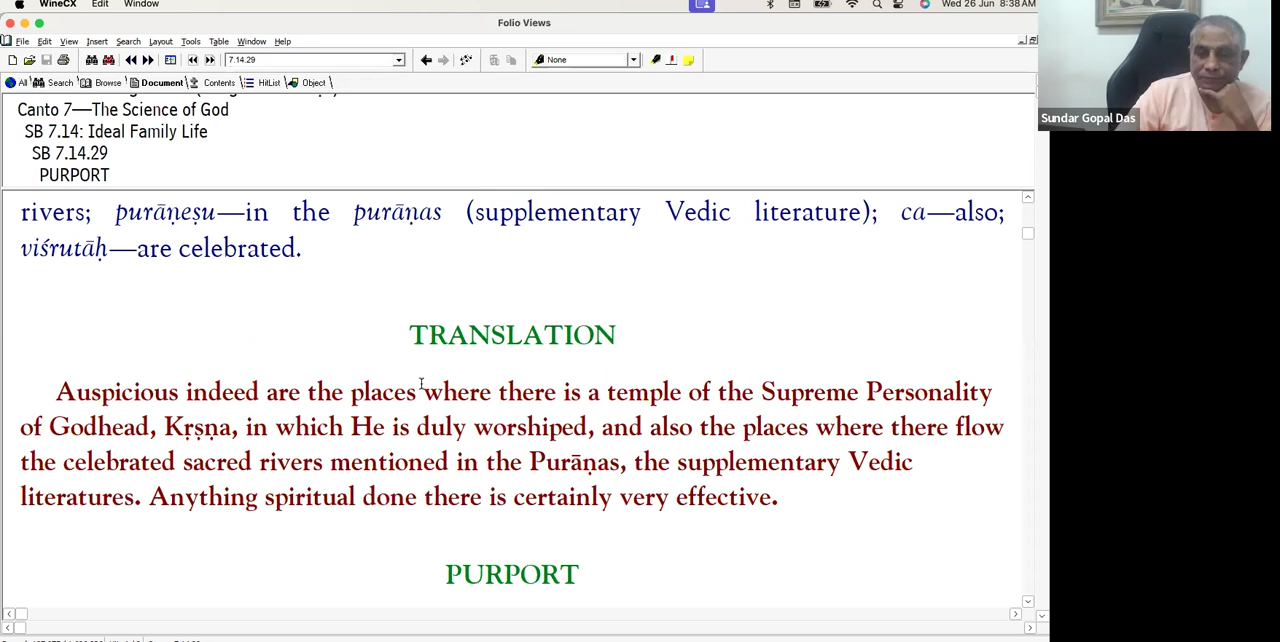 WineCX Edit Window Wed 26 Jun 8:38AM
Folio Views
File Edit View Insert Search Layout Tools Table Window Help
7.14.29 None
All Search Browse Document Contents HitList Object
Canto 7—The Science of God
SB 7.14: Ideal Family Life
SB 7.14.29
PURPORT
rivers; purāṇeṣu—in the purāṇas (supplementary Vedic literature); ca—also;
viśrutāḥ—are celebrated.
TRANSLATION
Auspicious indeed are the places where there is a temple of the Supreme Personality
of Godhead, Kṛṣṇa, in which He is duly worshiped, and also the places where there flow
the celebrated sacred rivers mentioned in the Purāṇas, the supplementary Vedic
literatures. Anything spiritual done there is certainly very effective.
PURPORT
Sundar Gopal Das